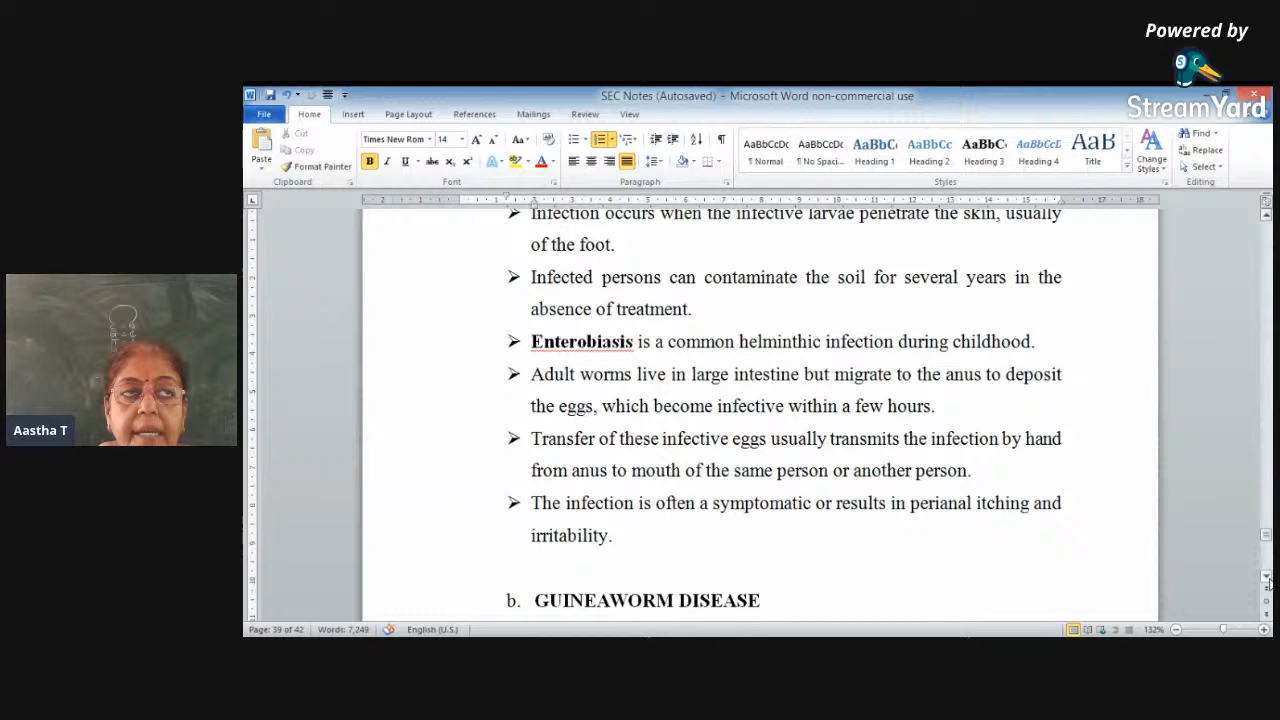 Powered by
StreamYard
SEC Notes (Autosaved) - Microsoft Word non-commercial use
File Home Insert Page Layout References Mailings Review View
Cut
Copy
Format Painter
Paste
Clipboard
Times New Rom 14
Font
Paragraph
AaBbCcDc AaBbCcDc AaBbC AaBbCc AaBbCc AaBbCcI AaB
¶ Normal ¶ No Spaci... Heading 1 Heading 2 Heading 3 Heading 4 Title
Change Styles
Styles
Find
Replace
Select
Editing
Infection occurs when the infective larvae penetrate the skin, usually
of the foot.
Infected persons can contaminate the soil for several years in the
absence of treatment.
Enterobiasis is a common helminthic infection during childhood.
Adult worms live in large intestine but migrate to the anus to deposit
the eggs, which become infective within a few hours.
Transfer of these infective eggs usually transmits the infection by hand
from anus to mouth of the same person or another person.
The infection is often a symptomatic or results in perianal itching and
irritability.
b. GUINEAWORM DISEASE
Aastha T
Page: 39 of 42 Words: 7,249 English (U.S.) 132%